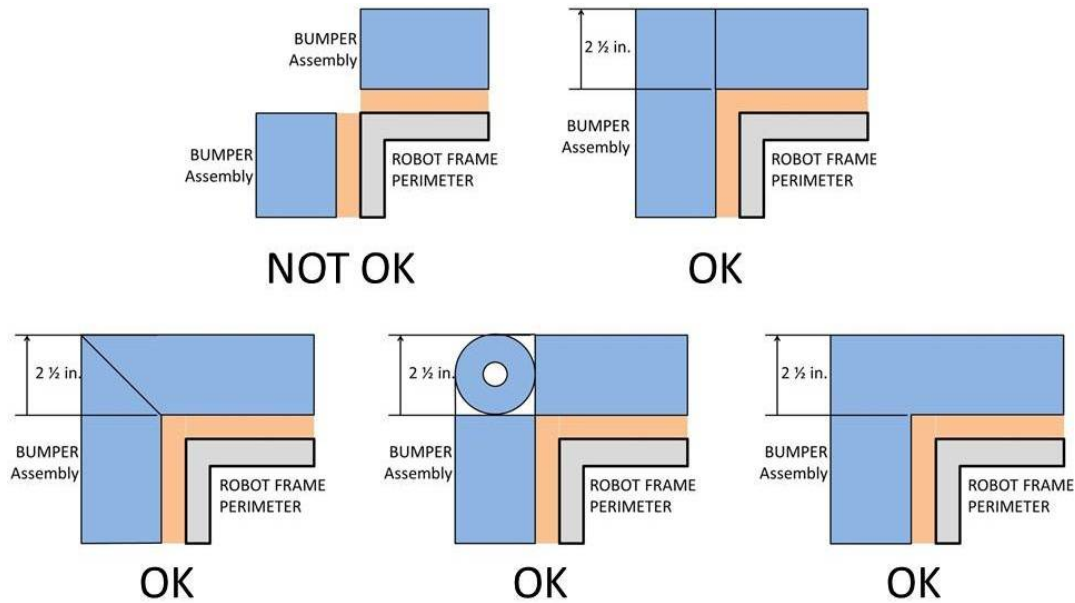 BUMPER
Assembly
BUMPER
Assembly
ROBOT FRAME
PERIMETER
NOT OK
2 ½ in.
BUMPER
Assembly
ROBOT FRAME
PERIMETER
OK
2 ½ in.
BUMPER
Assembly
ROBOT FRAME
PERIMETER
OK
2 ½ in.
BUMPER
Assembly
ROBOT FRAME
PERIMETER
OK
2 ½ in.
BUMPER
Assembly
ROBOT FRAME
PERIMETER
OK